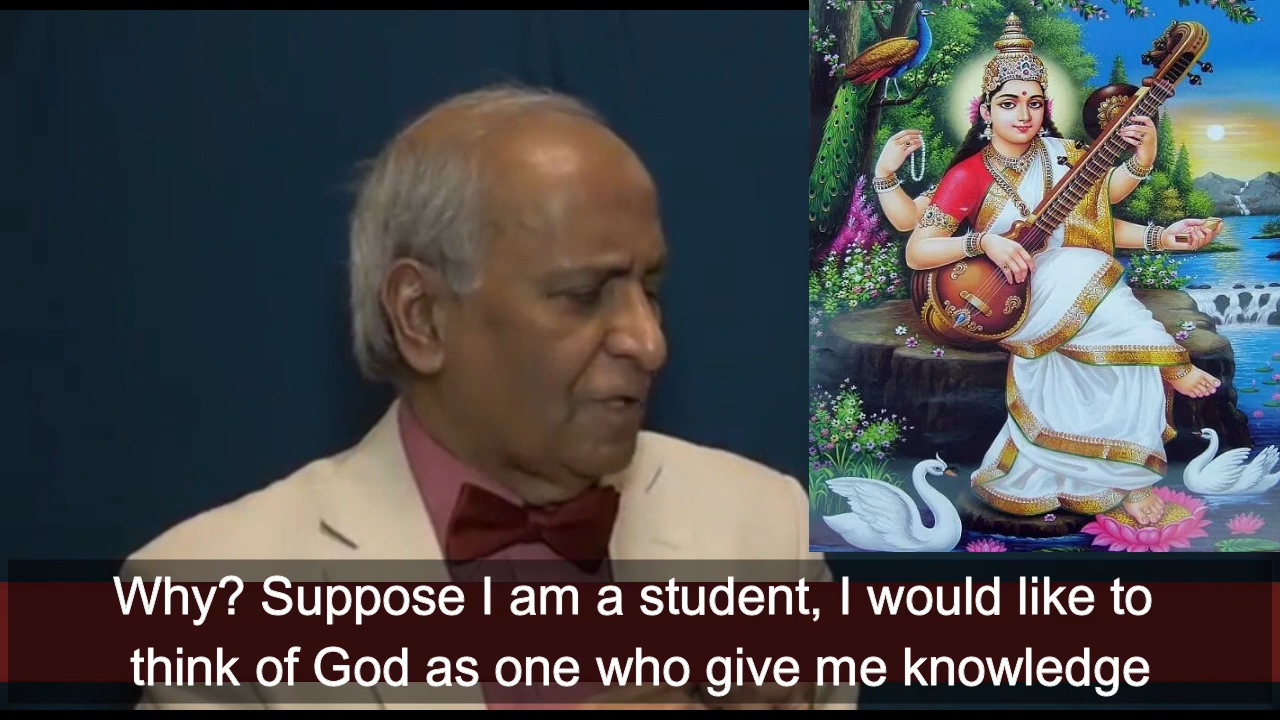 Why? Suppose I am a student, I would like to
think of God as one who give me knowledge